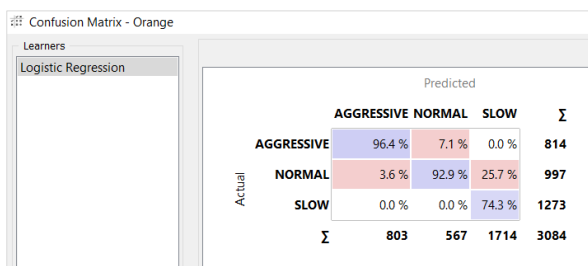 Confusion Matrix - Orange
Learners
Logistic Regression
Predicted
AGGRESSIVE NORMAL SLOW Σ
AGGRESSIVE 96.4 % 7.1 % 0.0 % 814
Actual
NORMAL 3.6 % 92.9 % 25.7 % 997
SLOW 0.0 % 0.0 % 74.3 % 1273
Σ 803 567 1714 3084